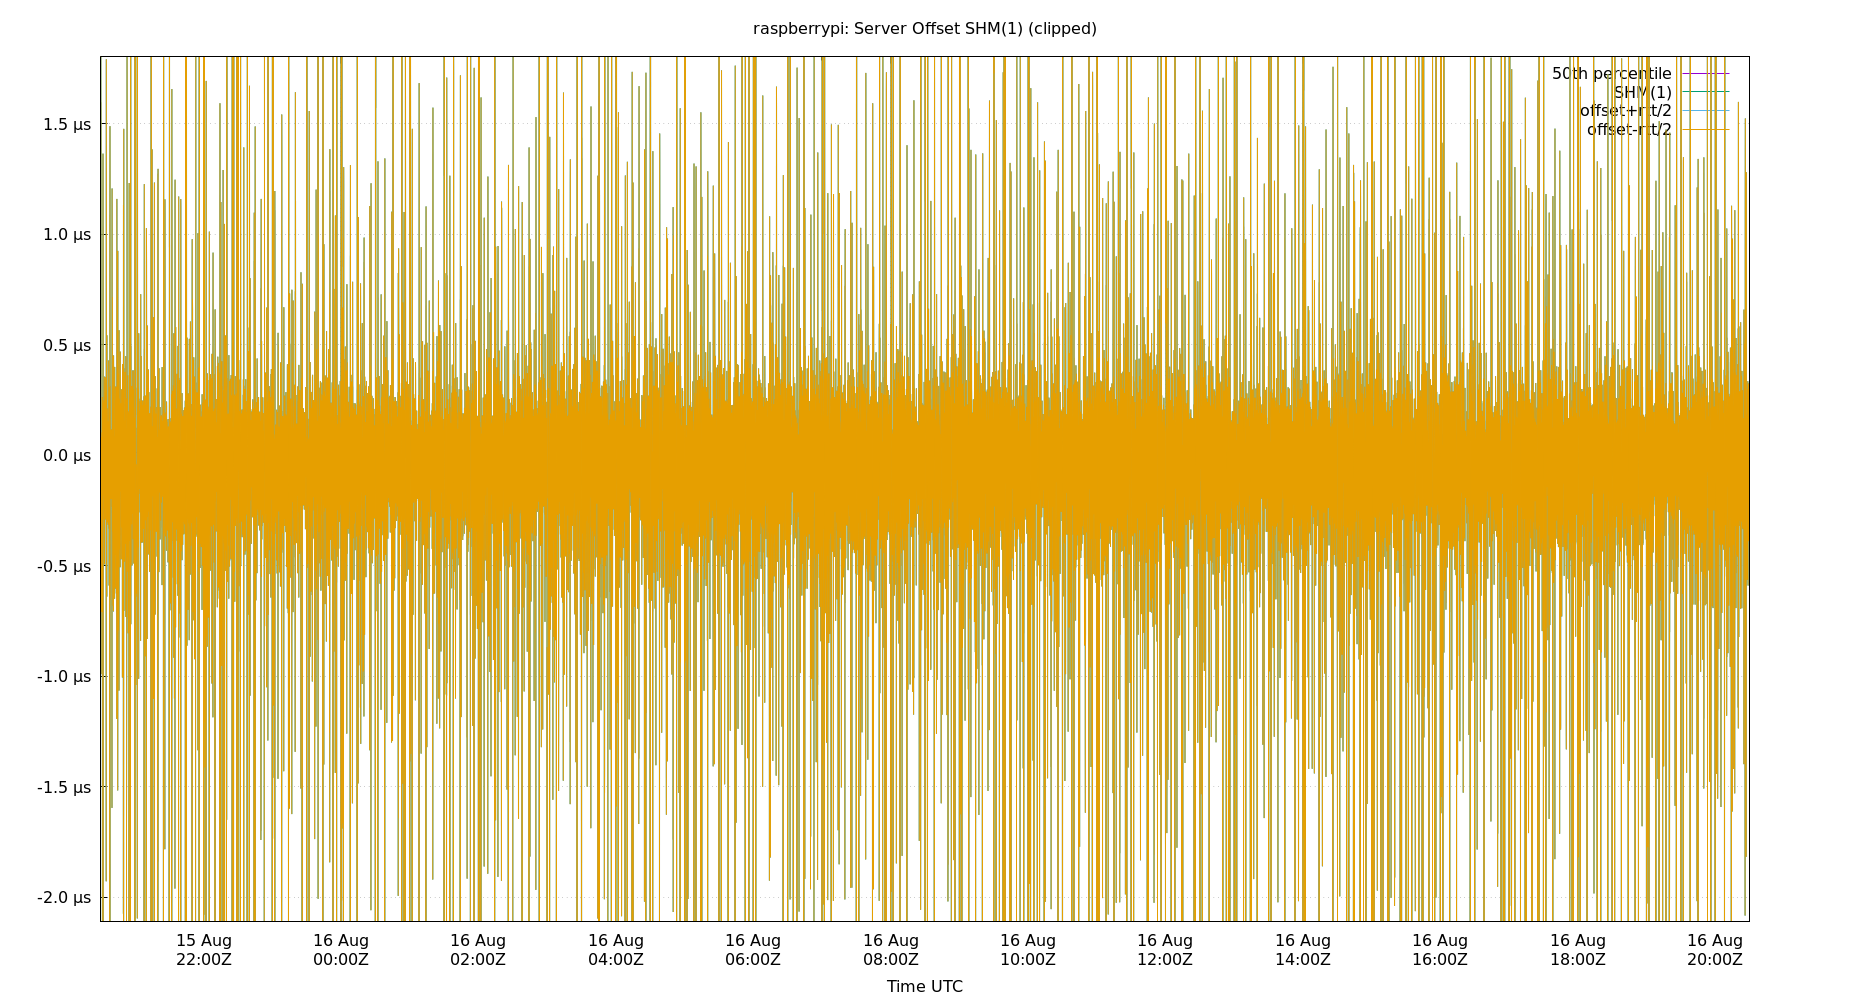 raspberrypi: Server Offset SHM(1) (clipped)
50th percentile
SHM(1)
offset+rtt/2
offset-rtt/2
1.5 µs
1.0 µs
0.5 µs
0.0 µs
-0.5 µs
-1.0 µs
-1.5 µs
-2.0 µs
15 Aug 16 Aug 16 Aug 16 Aug 16 Aug 16 Aug 16 Aug 16 Aug 16 Aug 16 Aug 16 Aug 16 Aug
22:00Z 00:00Z 02:00Z 04:00Z 06:00Z 08:00Z 10:00Z 12:00Z 14:00Z 16:00Z 18:00Z 20:00Z
Time UTC